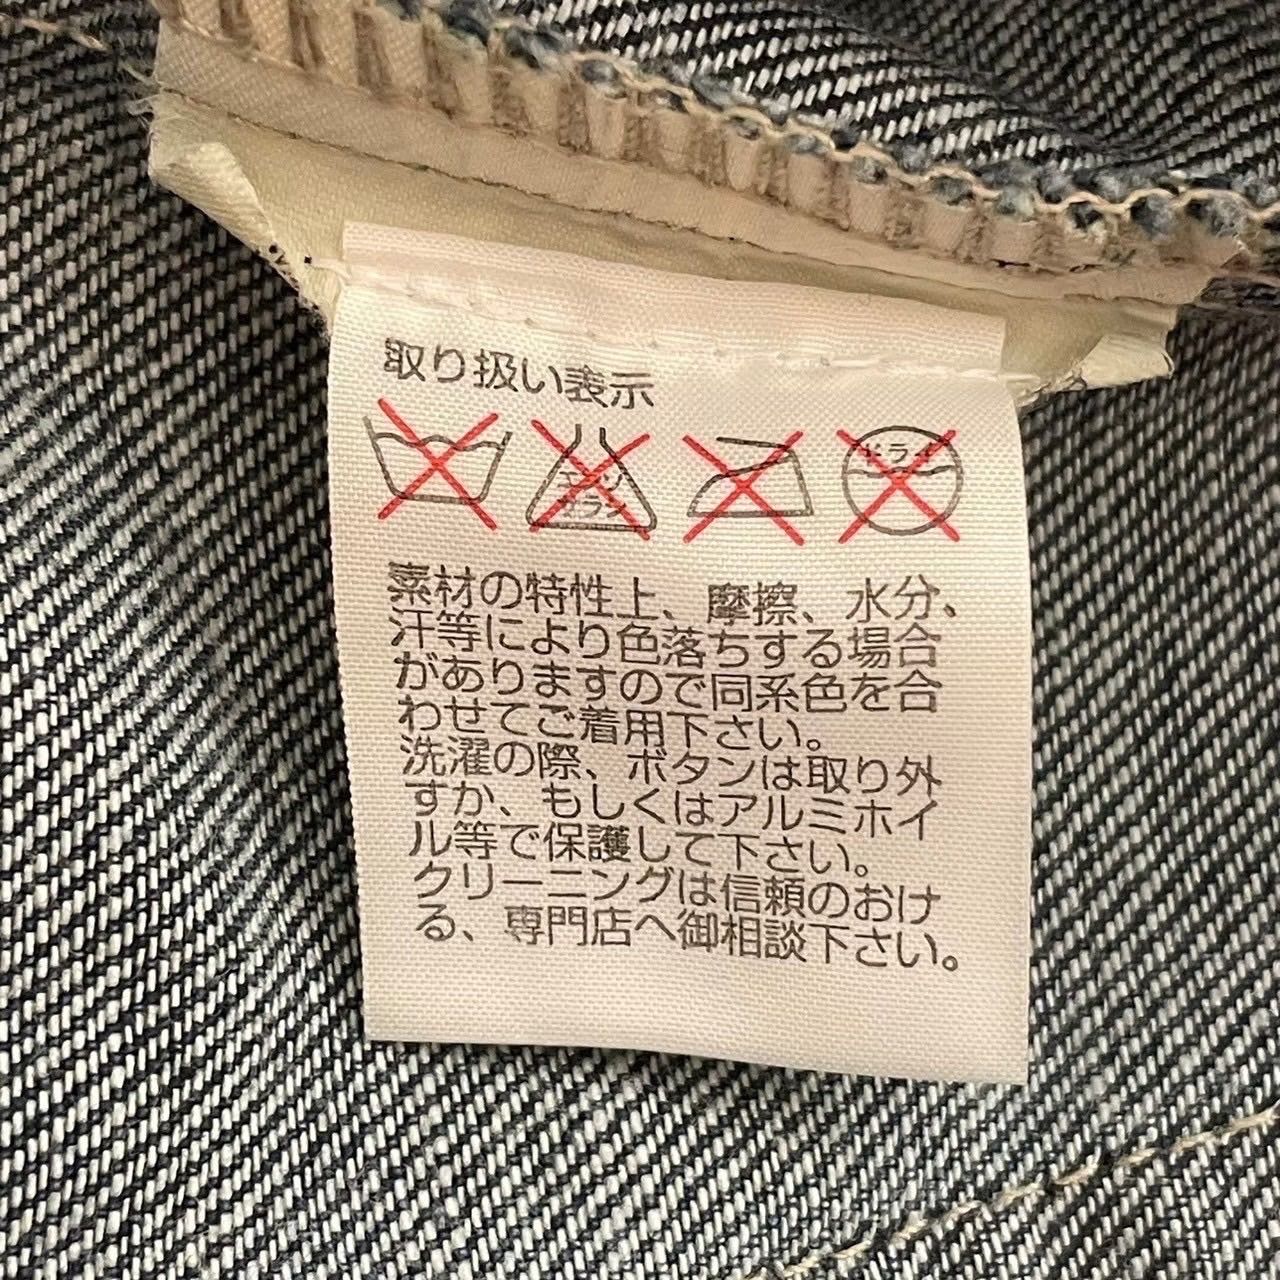 取り扱い表示
エンソ
サラシ
ドライ
素材の特性上、摩擦、水分、
汗等により色落ちする場合
がありますので同系色を合
わせてご着用下さい。
洗濯の際、ボタンは取り外
すか、もしくはアルミホイ
ル等で保護して下さい。
クリーニングは信頼のおけ
る、専門店へ御相談下さい。